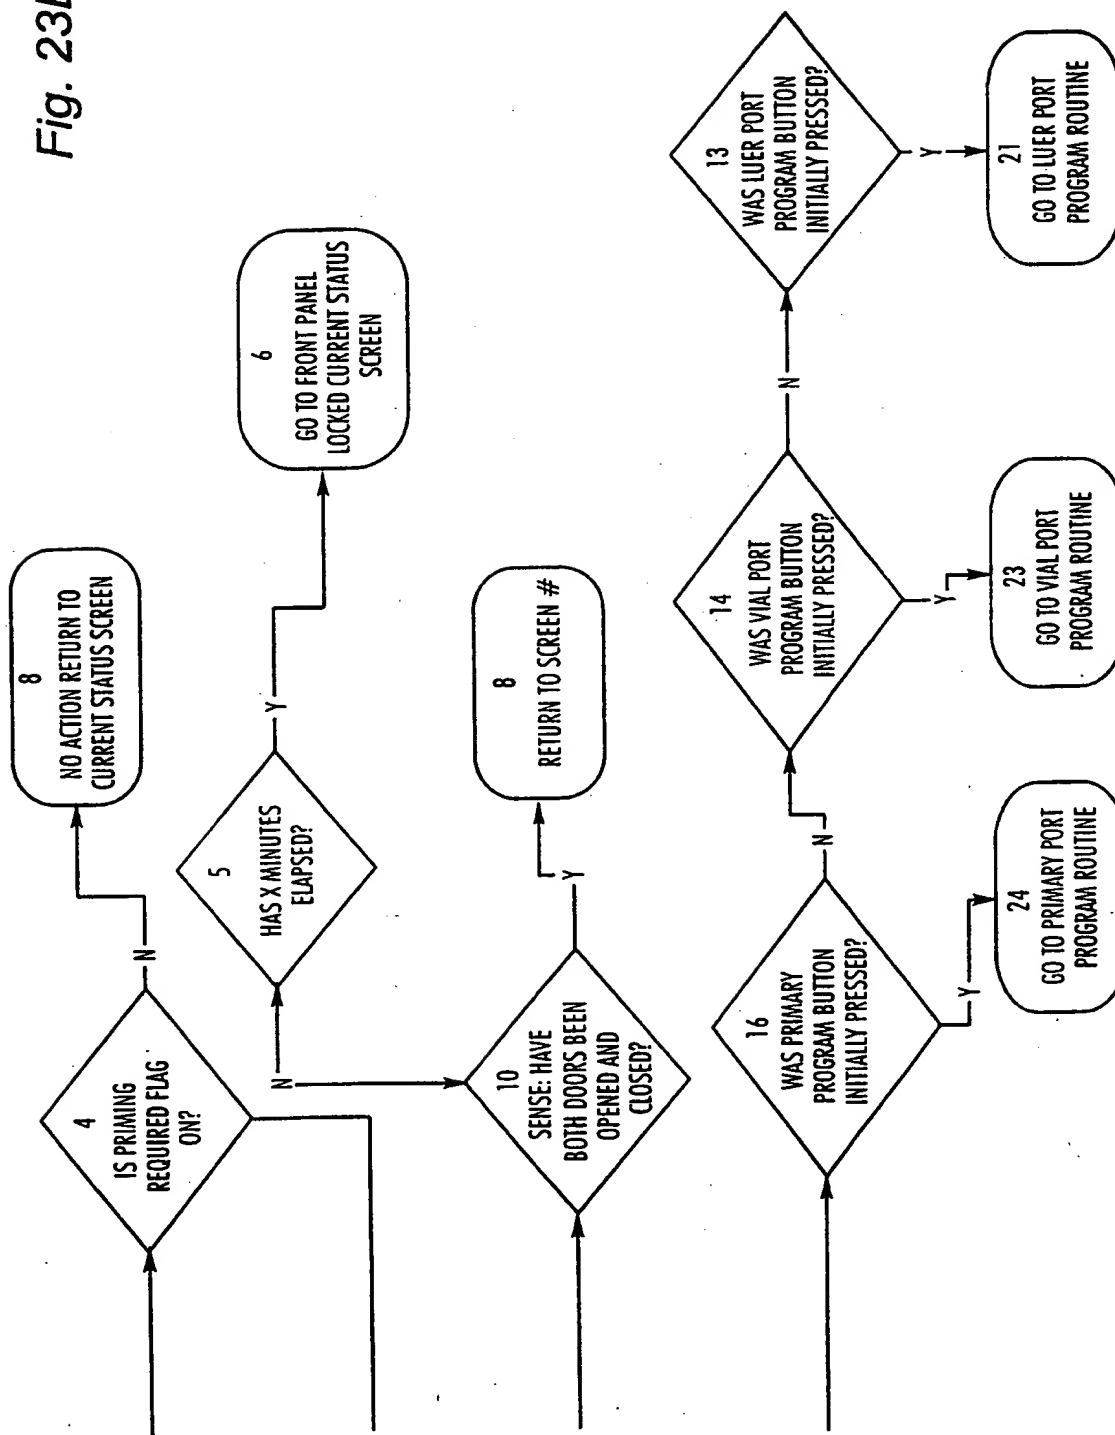 Fig. 23
4
IS PRIMING
REQUIRED FLAG
ON?
N
8
NO ACTION RETURN TO
CURRENT STATUS SCREEN
5
HAS X MINUTES
ELAPSED?
Y
N
6
GO TO FRONT PANEL
LOCKED CURRENT STATUS
SCREEN
10
SENSE: HAVE
BOTH DOORS BEEN
OPENED AND
CLOSED?
Y
8
RETURN TO SCREEN #
16
WAS PRIMARY
PROGRAM BUTTON
INITIALLY PRESSED?
N
Y
14
WAS VIAL PORT
PROGRAM BUTTON
INITIALLY PRESSED?
N
Y
13
WAS LUER PORT
PROGRAM BUTTON
INITIALLY PRESSED?
Y
24
GO TO PRIMARY PORT
PROGRAM ROUTINE
23
GO TO VIAL PORT
PROGRAM ROUTINE
21
GO TO LUER PORT
PROGRAM ROUTINE